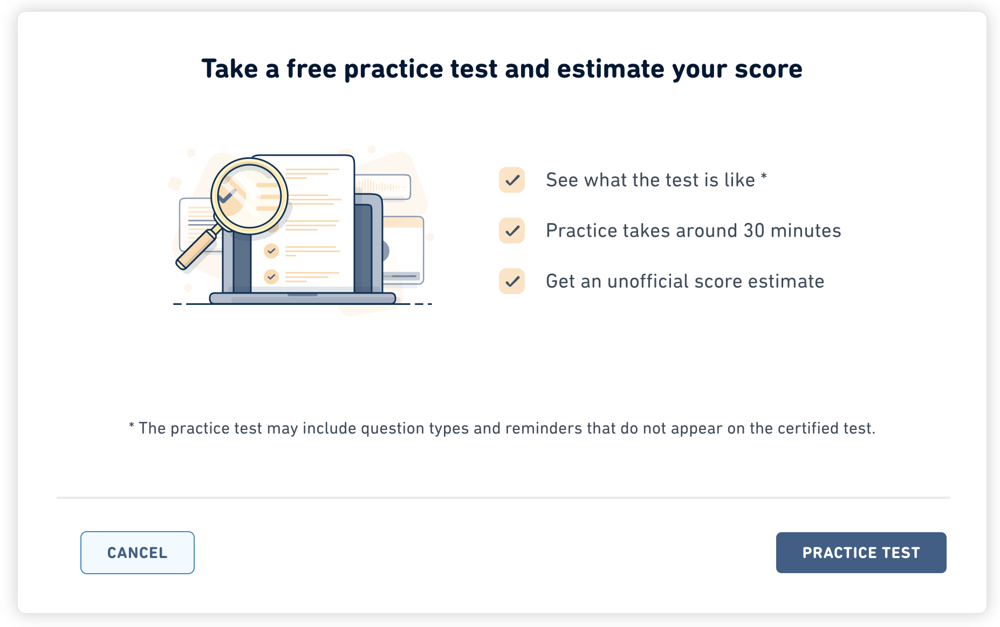 Take a free practice test and estimate your score
See what the test is like *
Practice takes around 30 minutes
Get an unofficial score estimate
* The practice test may include question types and reminders that do not appear on the certified test.
CANCEL
PRACTICE TEST